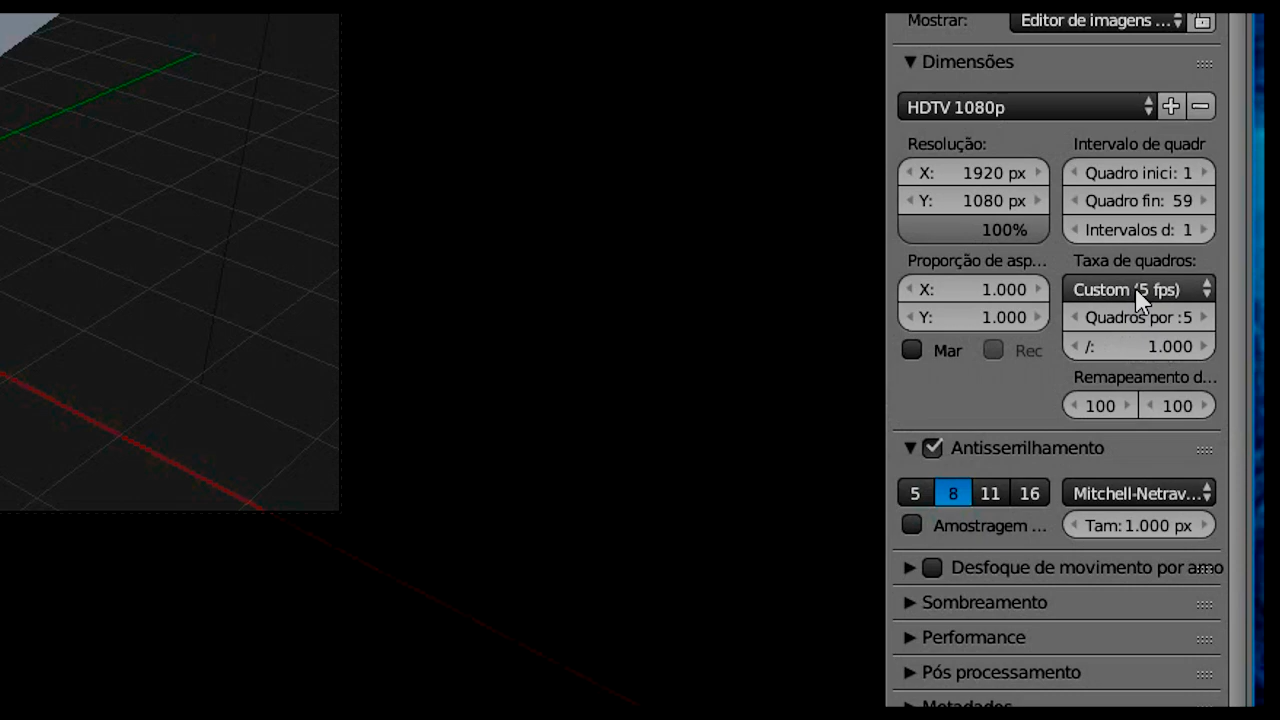 Mostrar: Editor de imagens ...
Dimensões
HDTV 1080p
Resolução:
X: 1920 px
Y: 1080 px
100%
Intervalo de quadr
Quadro inici: 1
Quadro fin: 59
Intervalos d: 1
Proporção de asp...
X: 1.000
Y: 1.000
Mar Rec
Taxa de quadros:
Custom (5 fps)
Quadros por :5
/: 1.000
Remapeamento d...
100 100
Antisserrilhamento
5 8 11 16
Mitchell-Netrav...
Amostragem ...
Tam: 1.000 px
Desfoque de movimento por amo
Sombreamento
Performance
Pós processamento
Metadados